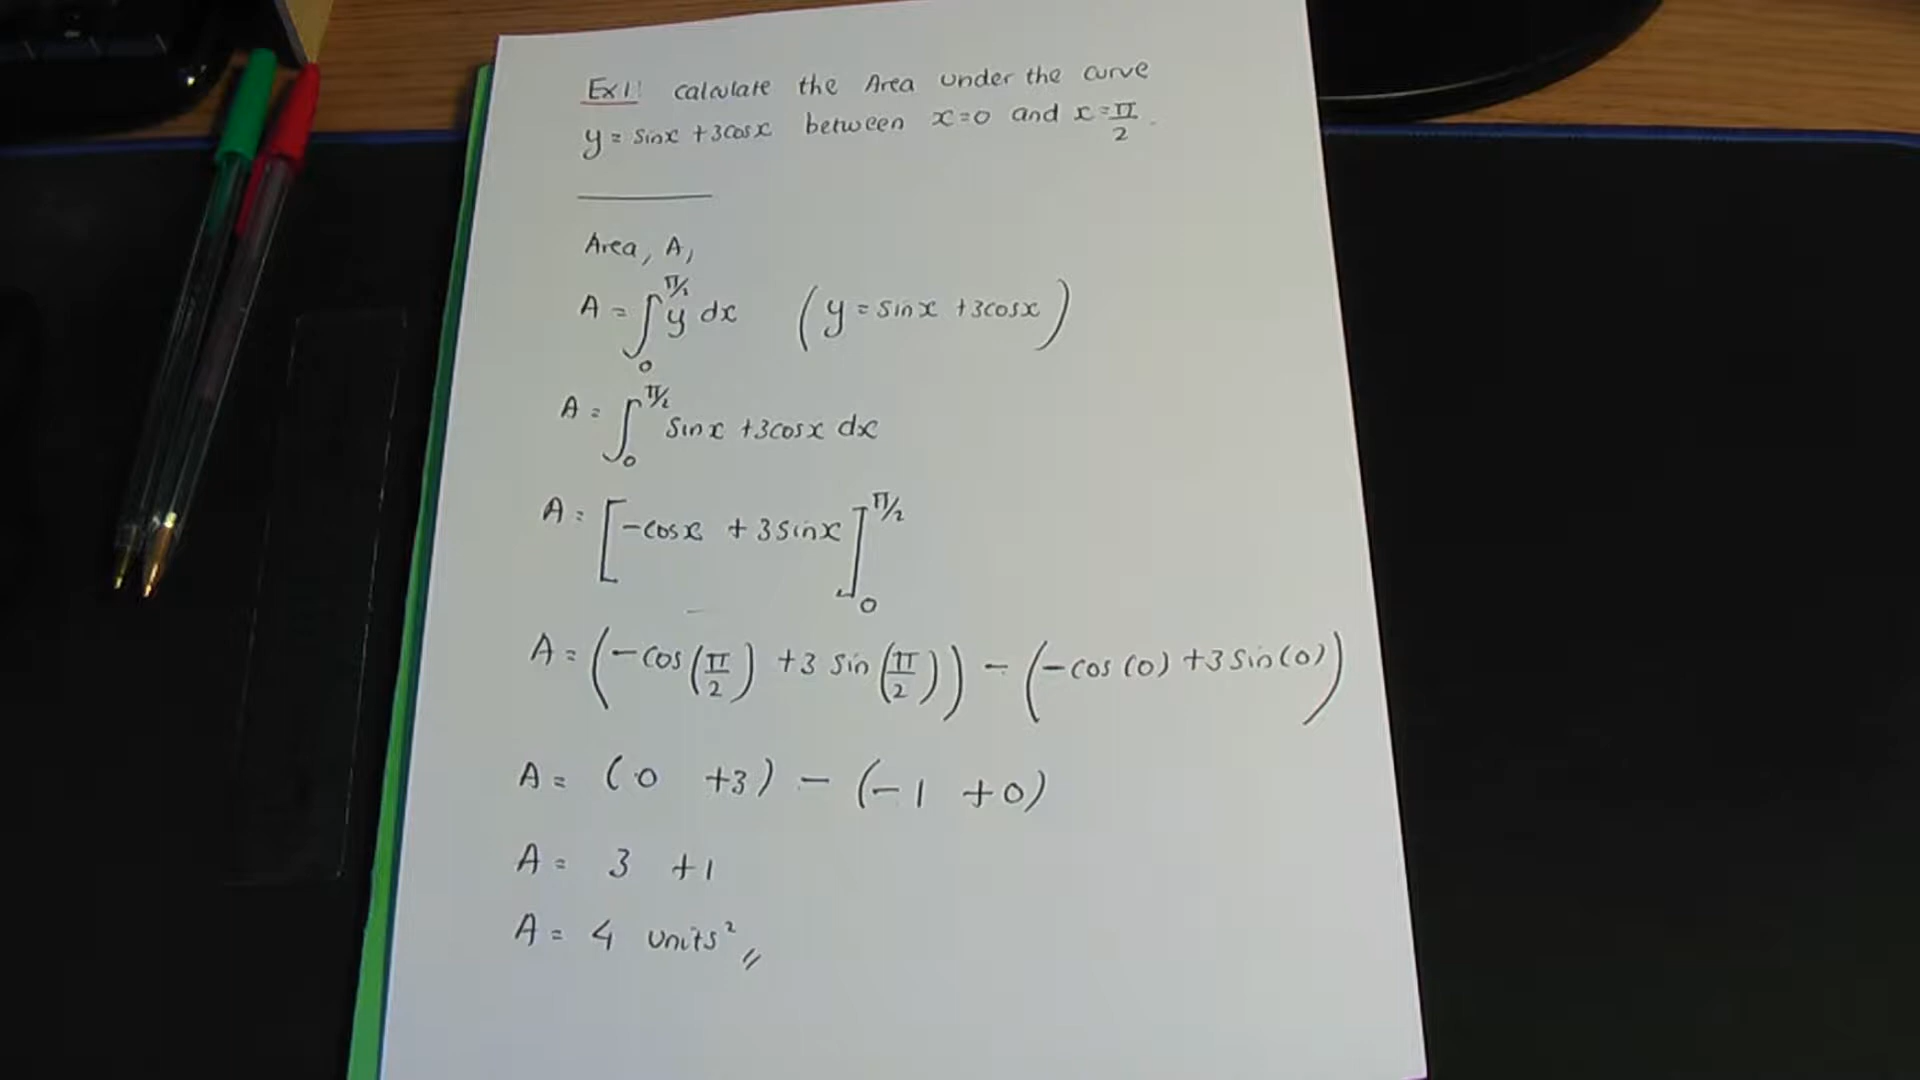 Ex1! calculate the Area under the curve
y = sinx + 3cosx between x=0 and x=π/2.
Area, A,
A = ∫₀^π/2 y dx (y = sinx + 3cosx)
A = ∫₀^π/2 sinx + 3cosx dx
A = [-cosx + 3sinx]₀^π/2
A = (-cos(π/2) + 3 sin(π/2)) - (-cos(0) + 3sin(0))
A = (0 + 3) - (-1 + 0)
A = 3 + 1
A = 4 units² //